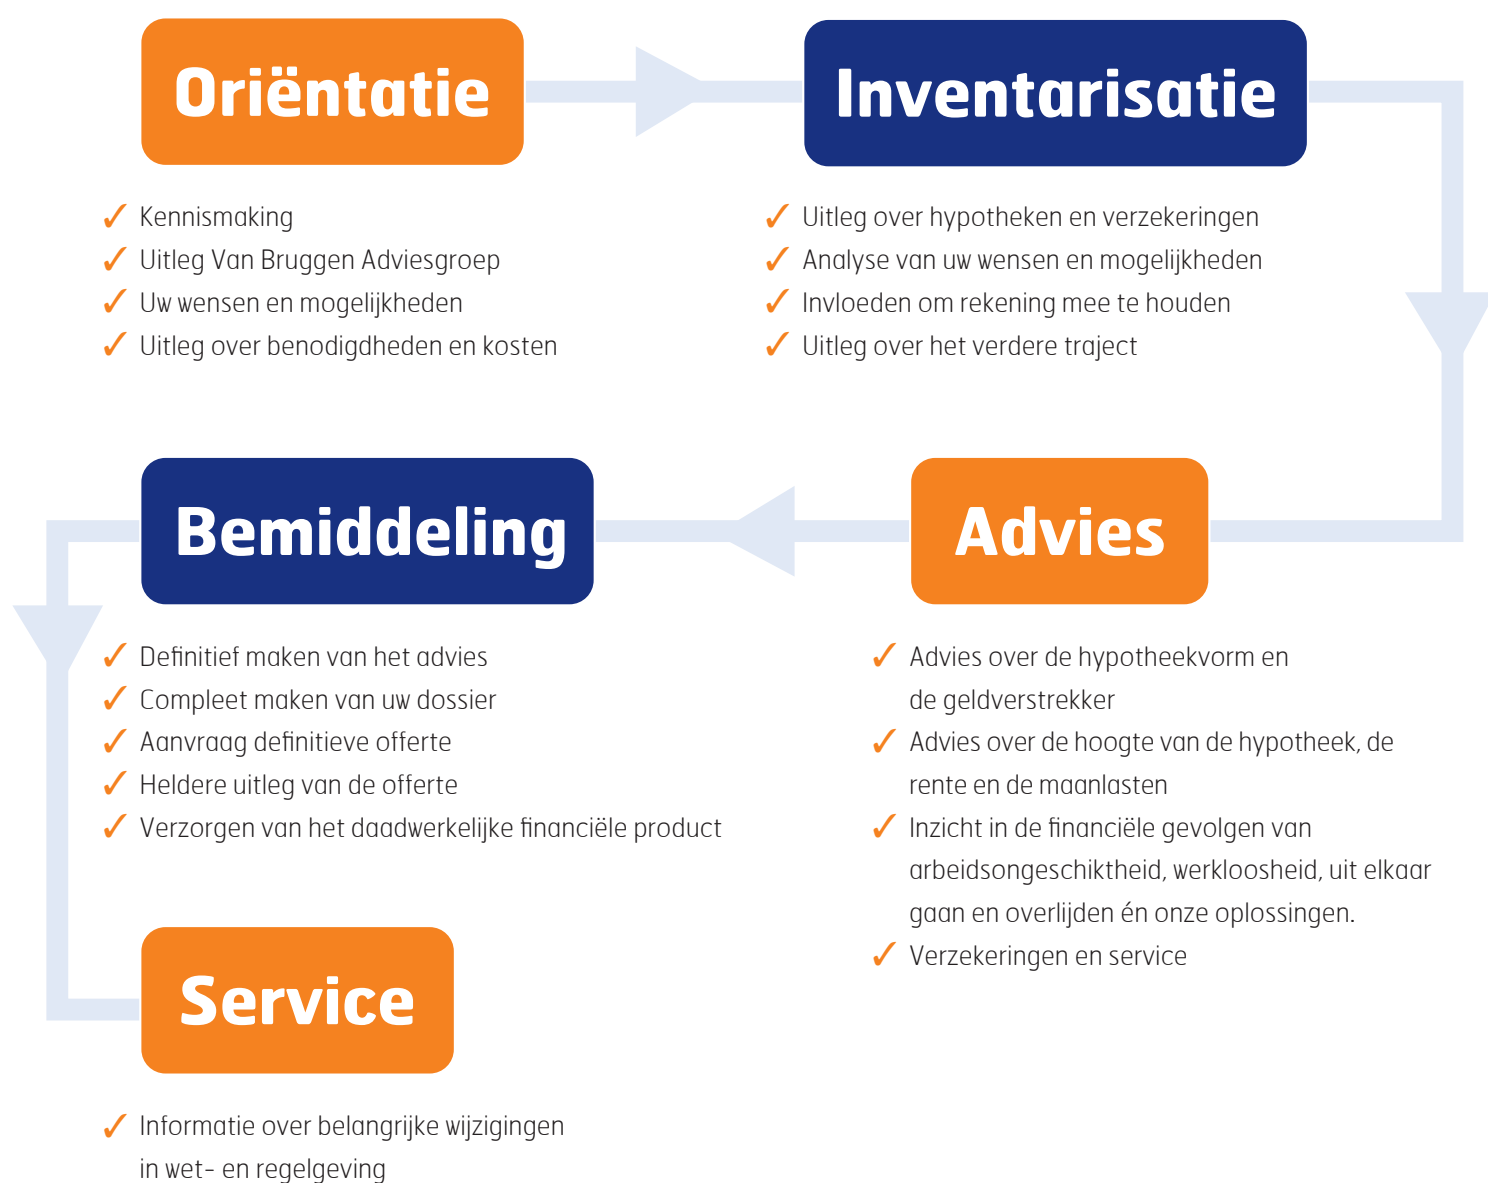 Oriëntatie
Kennismaking
Uitleg Van Bruggen Adviesgroep
Uw wensen en mogelijkheden
Uitleg over benodigdheden en kosten
Inventarisatie
Uitleg over hypotheken en verzekeringen
Analyse van uw wensen en mogelijkheden
Invloeden om rekening mee te houden
Uitleg over het verdere traject
Advies
Advies over de hypotheekvorm en
de geldverstrekker
Advies over de hoogte van de hypotheek, de
rente en de maanlasten
Inzicht in de financiële gevolgen van
arbeidsongeschiktheid, werkloosheid, uit elkaar
gaan en overlijden én onze oplossingen.
Verzekeringen en service
Bemiddeling
Definitief maken van het advies
Compleet maken van uw dossier
Aanvraag definitieve offerte
Heldere uitleg van de offerte
Verzorgen van het daadwerkelijke financiële product
Service
Informatie over belangrijke wijzigingen
in wet- en regelgeving